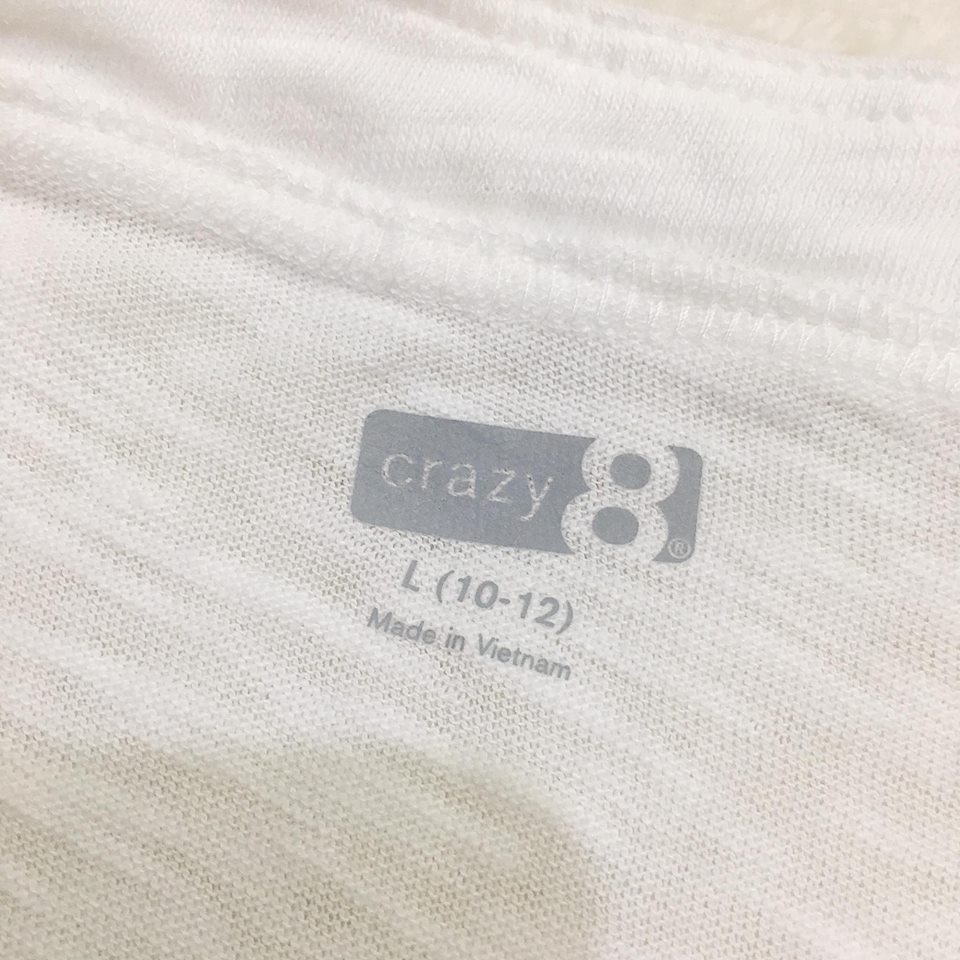 crazy 8®
L (10-12)
Made in Vietnam